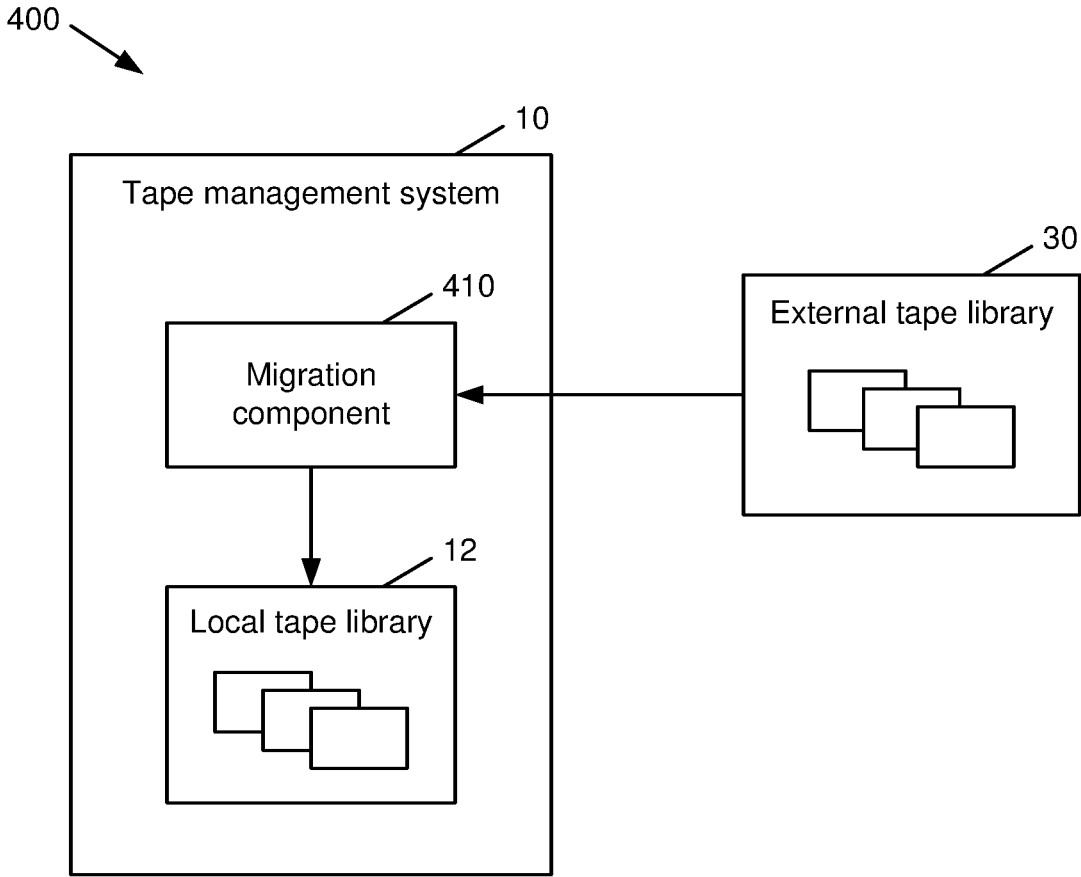 400
10
Tape management system
30
External tape library
410
Migration
component
12
Local tape library